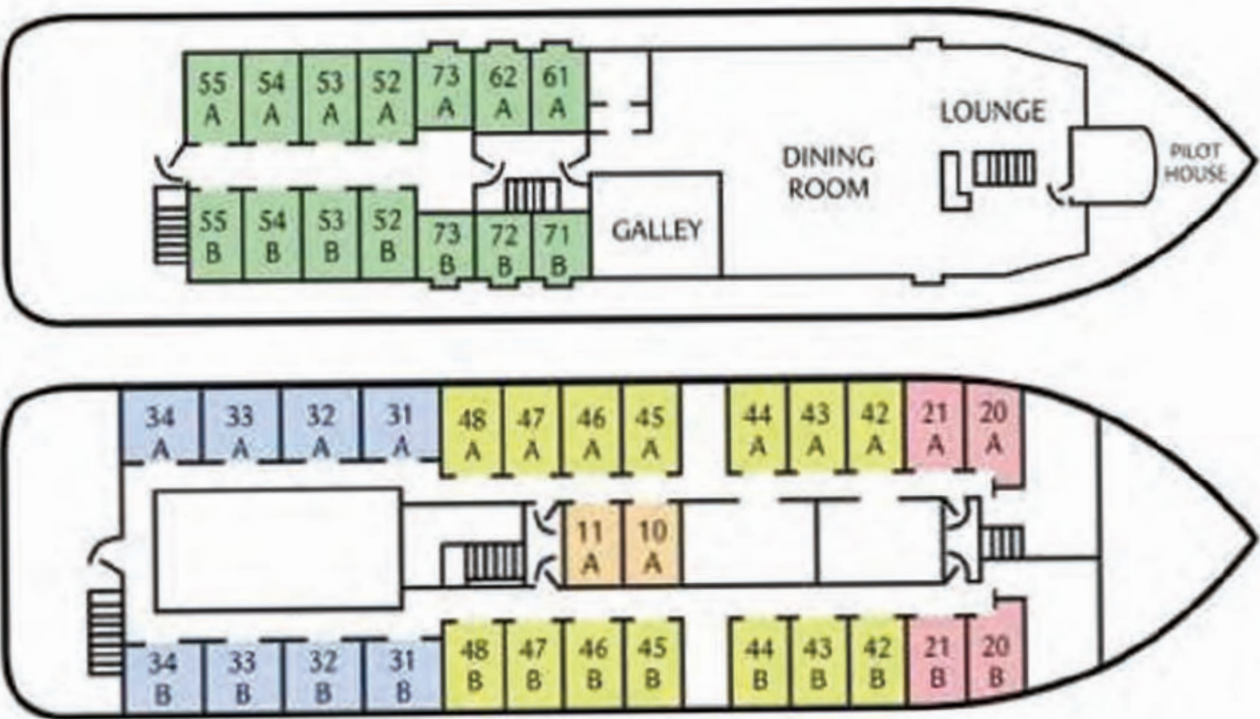 55 54 53 52 73 62 61
A A A A A A A
LOUNGE
DINING
ROOM
PILOT
HOUSE
55 54 53 52 73 72 71
B B B B B B B
GALLEY
34 33 32 31 48 47 46 45 44 43 42 21 20
A A A A A A A A A A A A A
11 10
A A
34 33 32 31 48 47 46 45 44 43 42 21 20
B B B B B B B B B B B B B